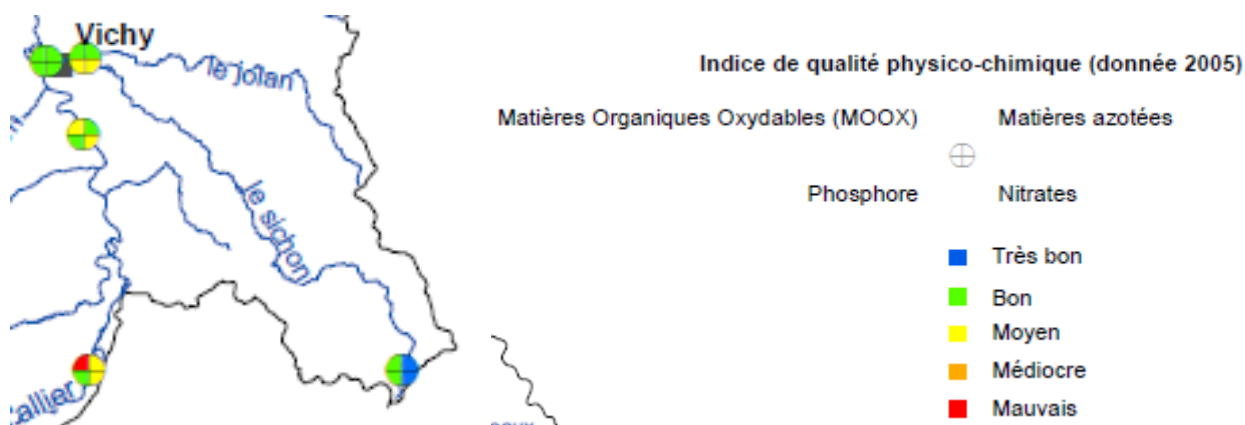 Vichy
le jolan
le sichon
allier
Indice de qualité physico-chimique (donnée 2005)
Matières Organiques Oxydables (MOOX)
Matières azotées
Phosphore
Nitrates
Très bon
Bon
Moyen
Médiocre
Mauvais